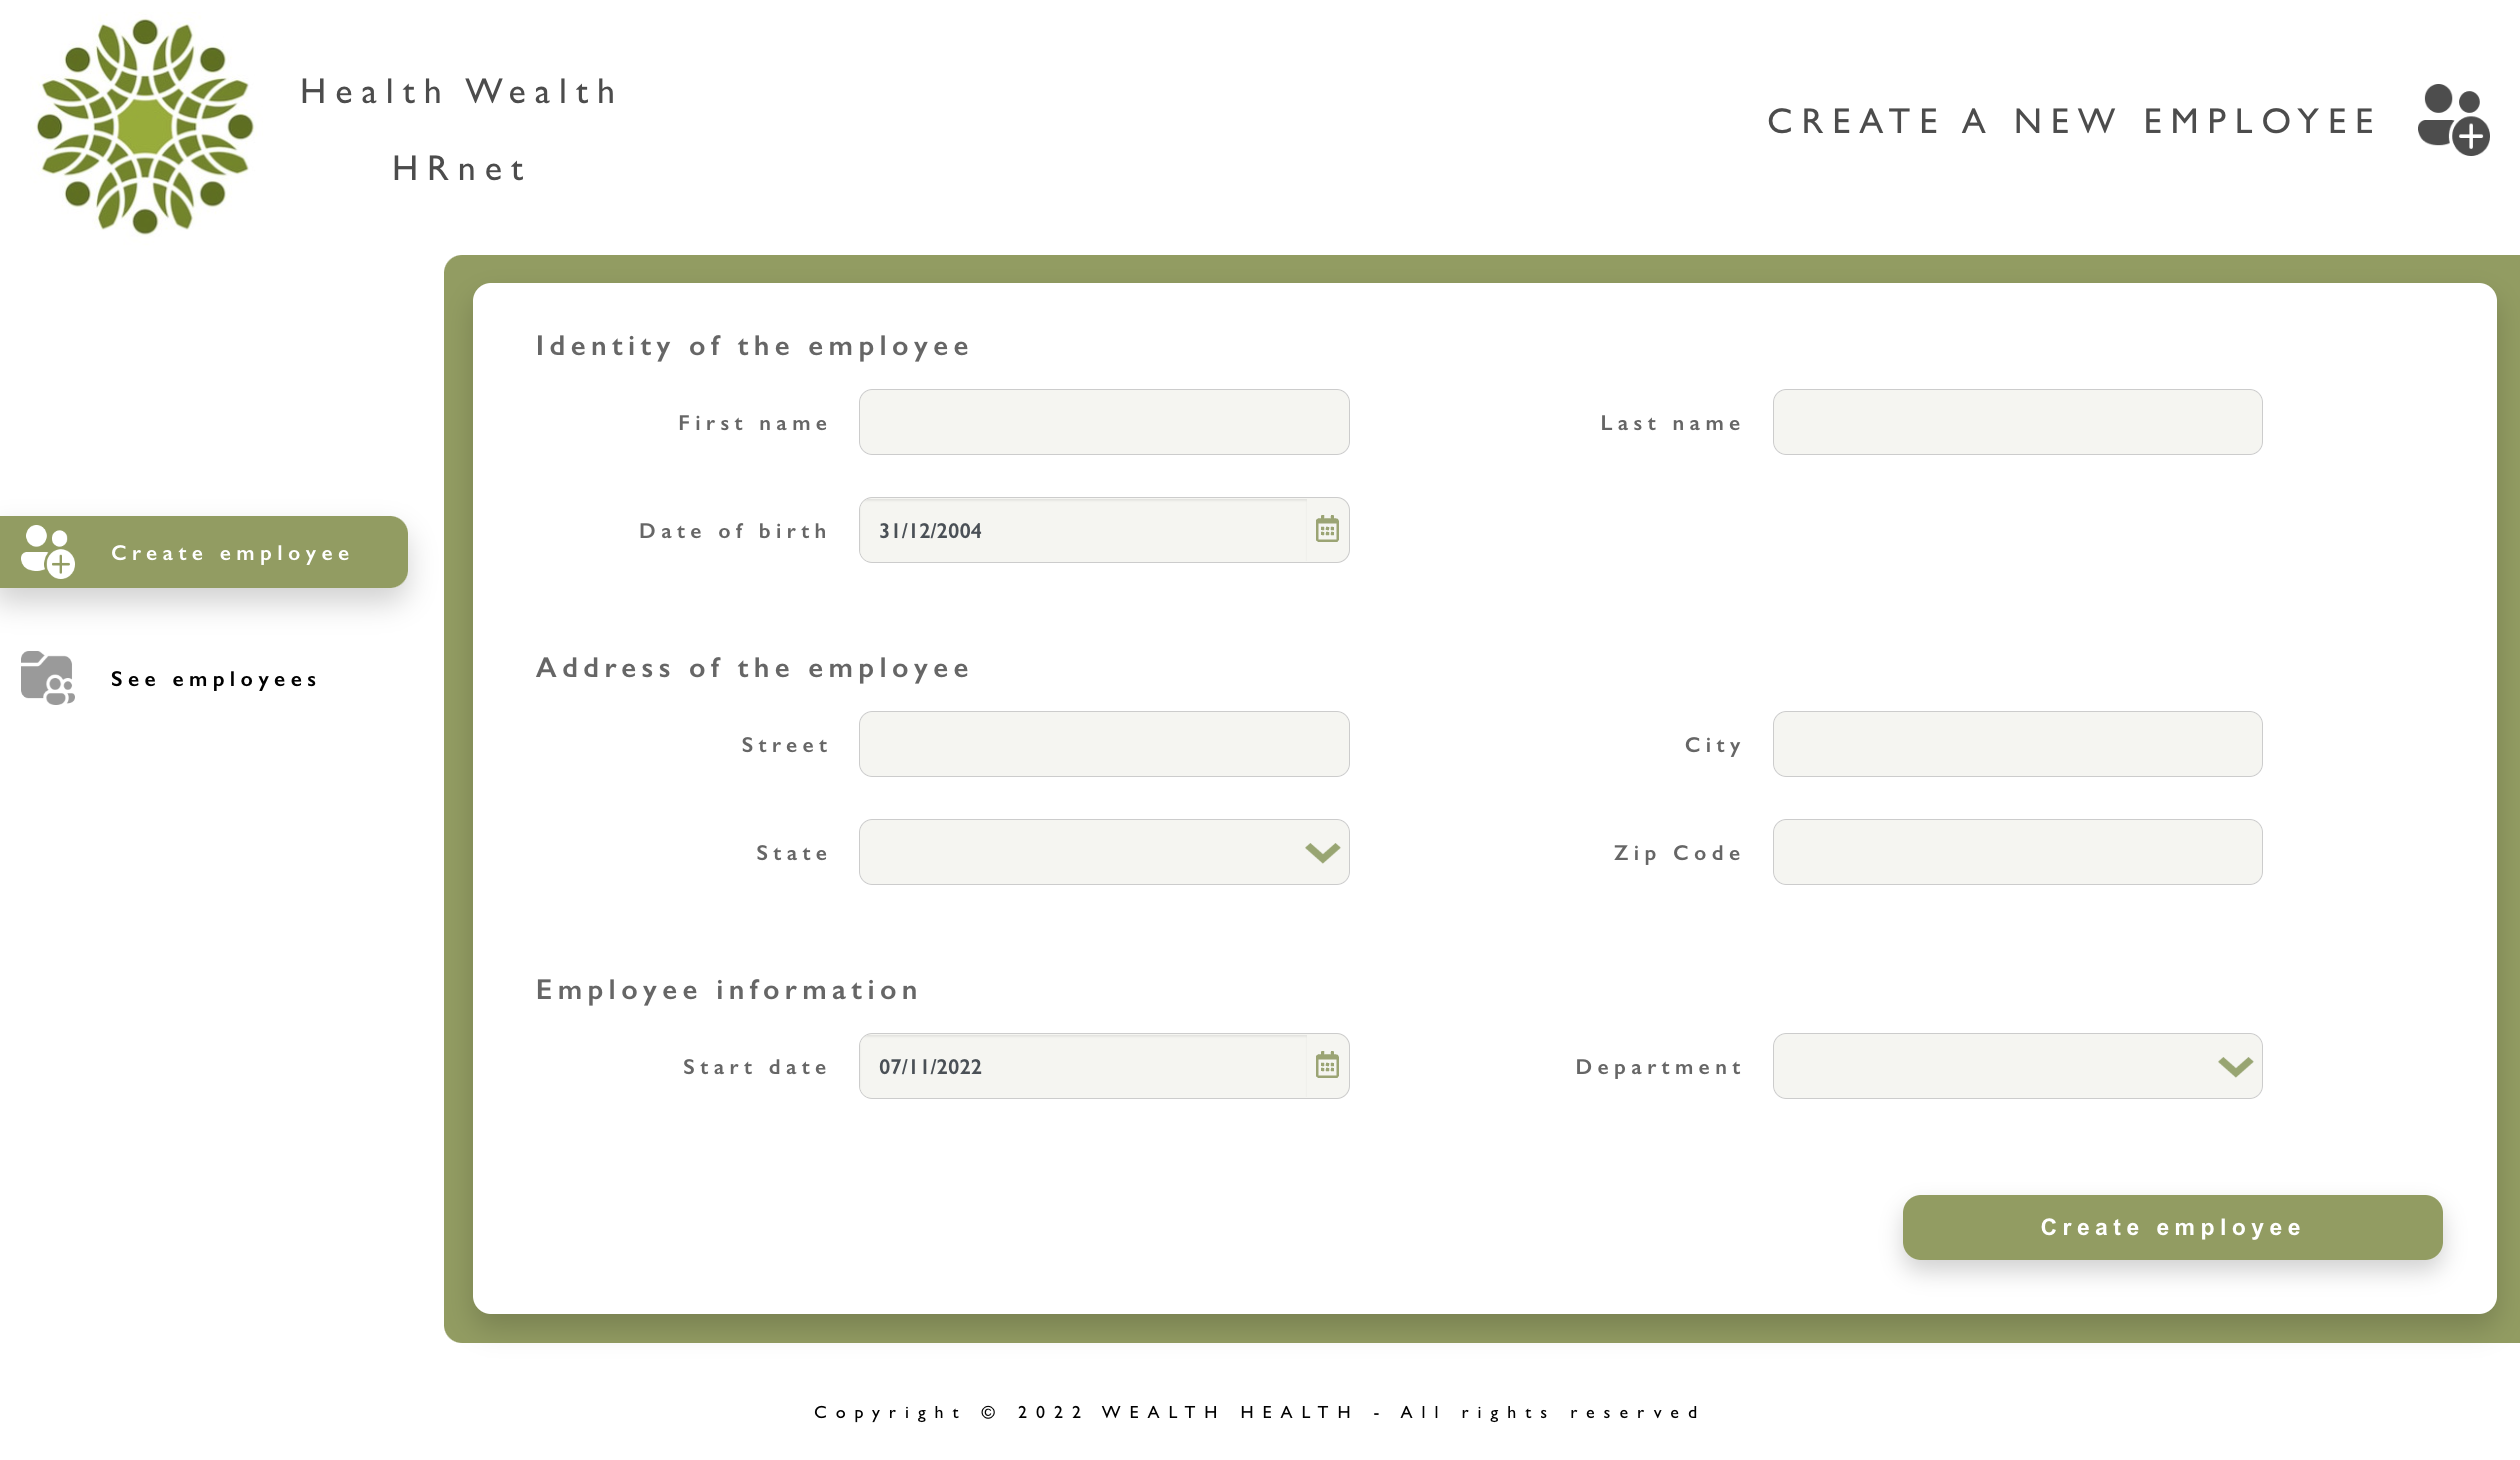 Health Wealth
HRnet
CREATE A NEW EMPLOYEE
Create employee
See employees
Identity of the employee
First name
Last name
Date of birth
31/12/2004
Address of the employee
Street
City
State
Zip Code
Employee information
Start date
07/11/2022
Department
Create employee
Copyright © 2022 WEALTH HEALTH - All rights reserved